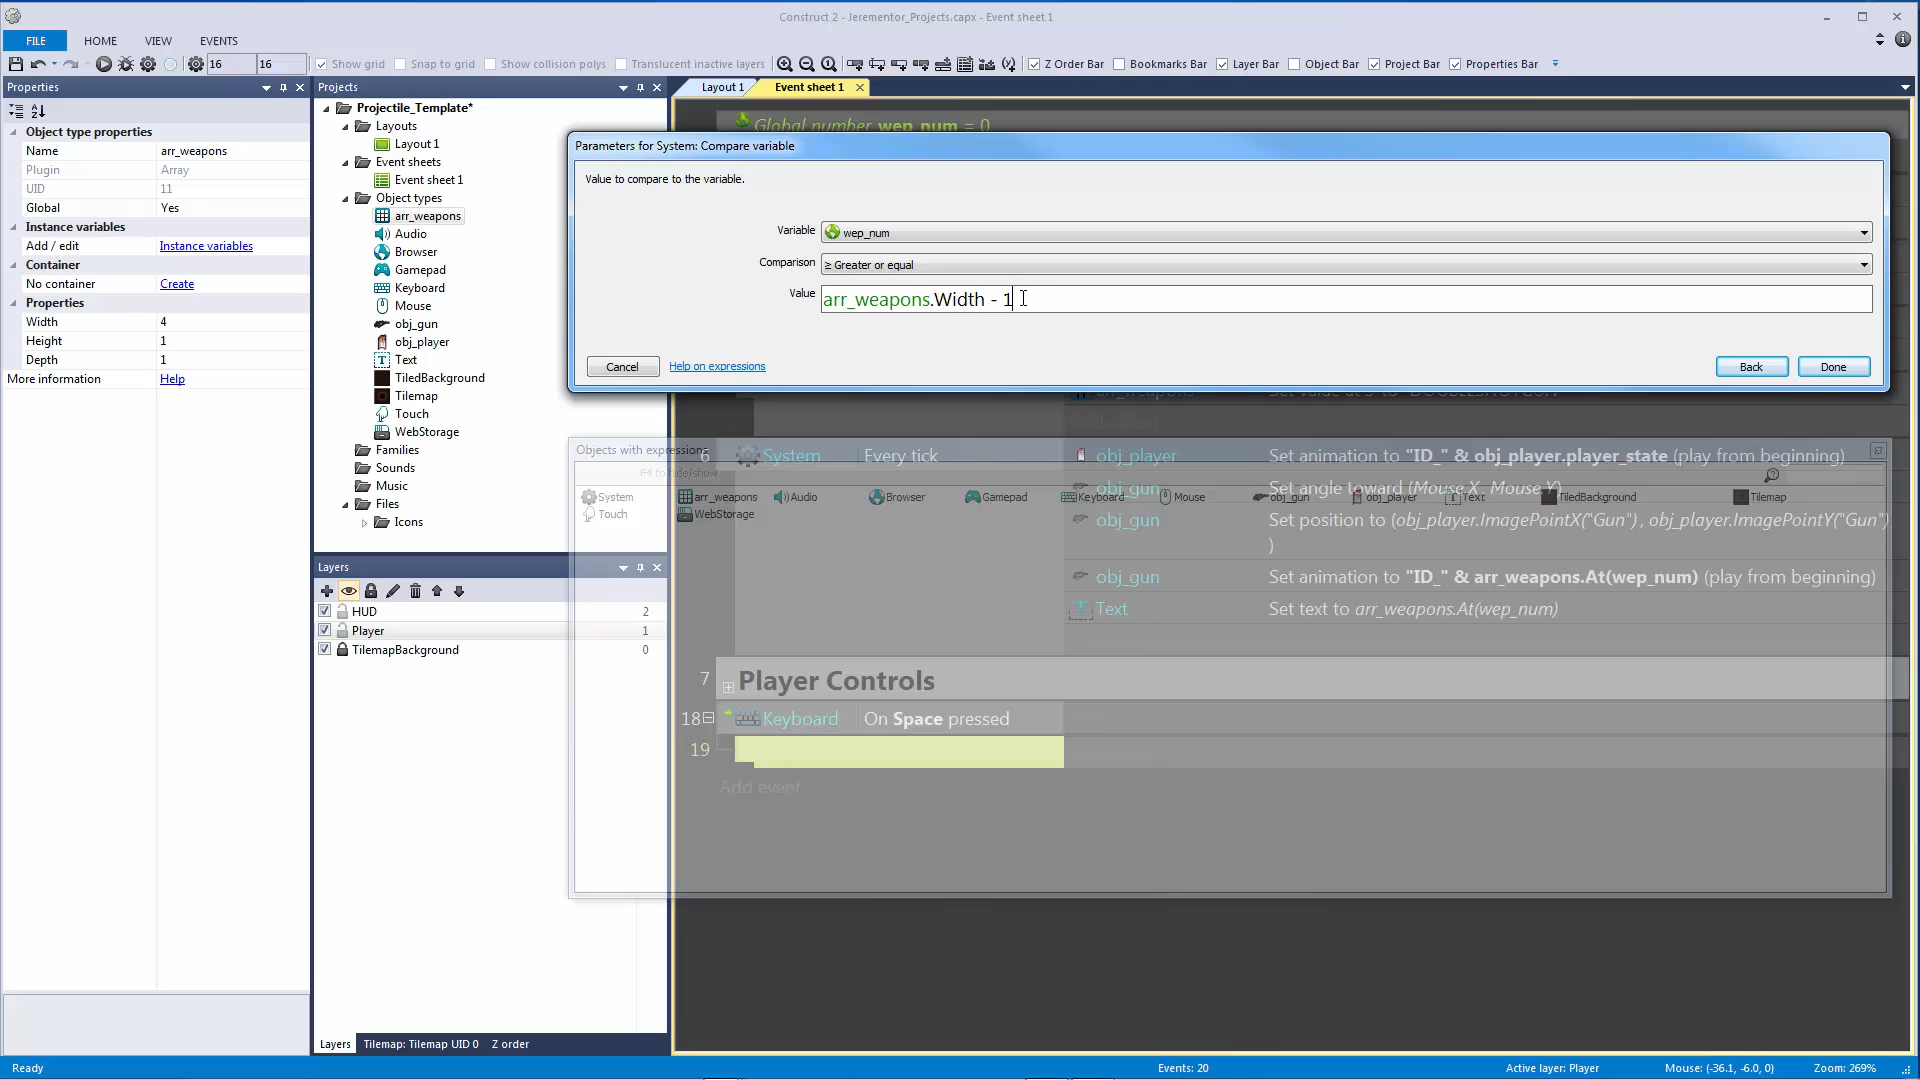 Construct 2 - Jerementor_Projects.capx - Event sheet 1
FILE HOME VIEW EVENTS
16 16 Show grid Snap to grid Show collision polys Translucent inactive layers Z Order Bar Bookmarks Bar Layer Bar Object Bar Project Bar Properties Bar
Properties
Object type properties
Name arr_weapons
Plugin Array
UID 11
Global Yes
Instance variables
Add / edit Instance variables
Container
No container Create
Properties
Width 4
Height 1
Depth 1
More information Help
Projects
Projectile_Template*
Layouts
Layout 1
Event sheets
Event sheet 1
Object types
arr_weapons
Audio
Browser
Gamepad
Keyboard
Mouse
obj_gun
obj_player
Text
TiledBackground
Tilemap
Touch
WebStorage
Families
Sounds
Music
Files
Icons
Layers
HUD 2
Player 1
TilemapBackground 0
Layers Tilemap: Tilemap UID 0 Z order
Layout 1 Event sheet 1
Global number wep_num = 0
Parameters for System: Compare variable
Value to compare to the variable.
Variable wep_num
Comparison ≥ Greater or equal
Value arr_weapons.Width - 1
Cancel Help on expressions Back Done
Objects with expressions
F4 to hide/show
System arr_weapons Audio Browser Gamepad Keyboard Mouse obj_gun obj_player Text TiledBackground Tilemap
Touch WebStorage
6 System Every tick obj_player Set animation to "ID_" & obj_player.player_state (play from beginning)
obj_gun Set angle toward (Mouse.X, Mouse.Y)
obj_gun Set position to (obj_player.ImagePointX("Gun") , obj_player.ImagePointY("Gun")
)
obj_gun Set animation to "ID_" & arr_weapons.At(wep_num) (play from beginning)
Text Set text to arr_weapons.At(wep_num)
7 Player Controls
18 Keyboard On Space pressed
19
Add event
Ready Events: 20 Active layer: Player Mouse: (-36.1, -6.0, 0) Zoom: 269%